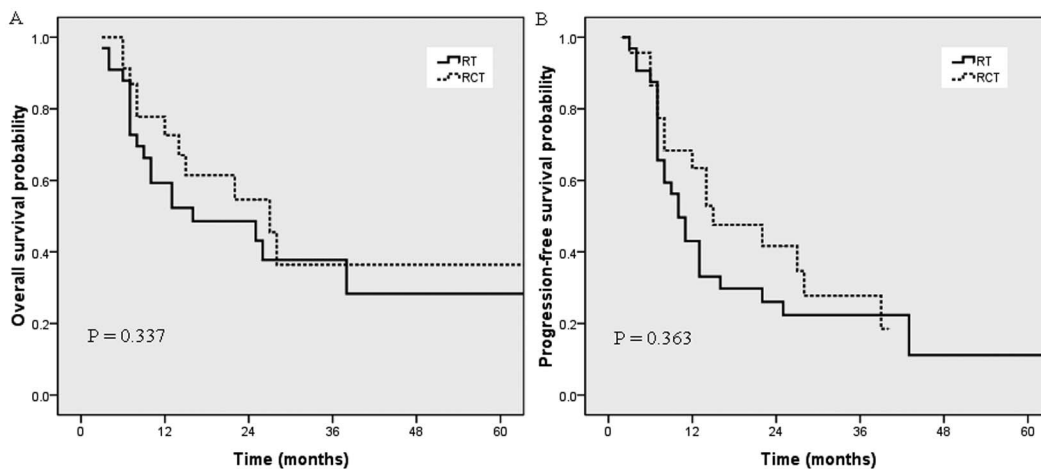 A
Overall survival probability
1.0
0.8
0.6
0.4
0.2
0.0
RT
RCT
P = 0.337
0
12
24
36
48
60
Time (months)
B
Progression-free survival probability
1.0
0.8
0.6
0.4
0.2
0.0
RT
RCT
P = 0.363
0
12
24
36
48
60
Time (months)